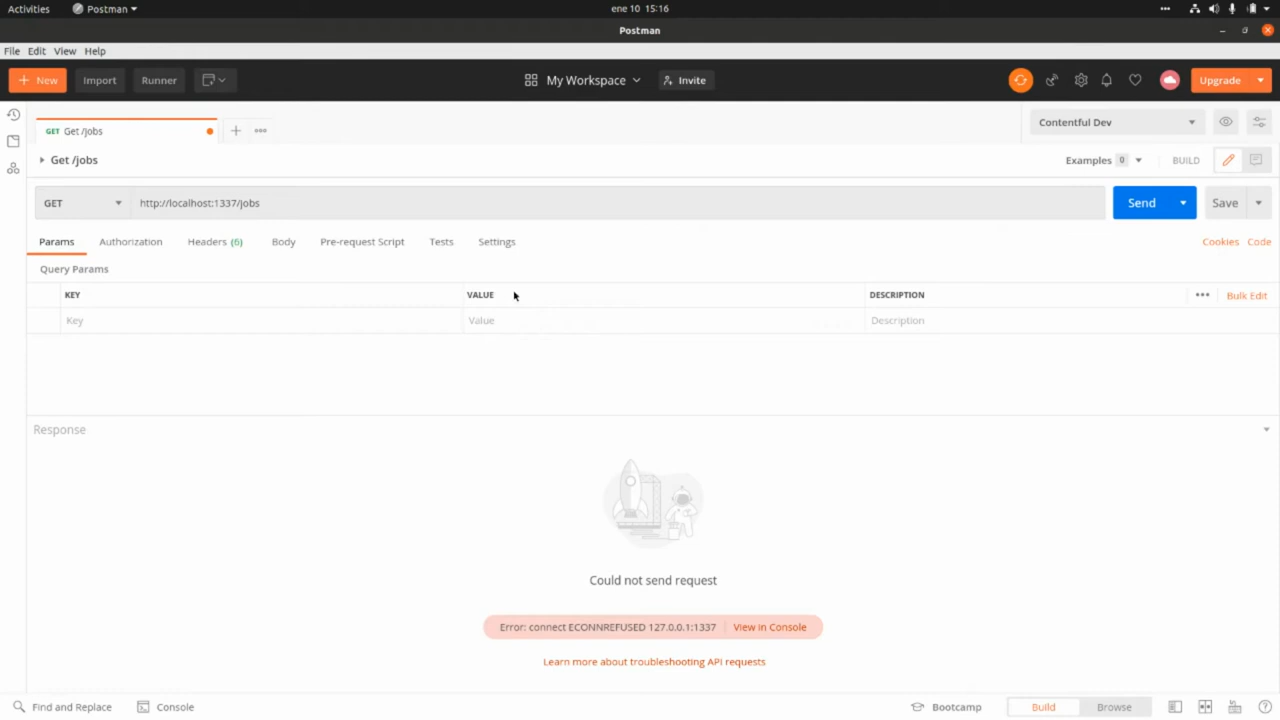 Activities Postman ene 10 15:16
Postman
File Edit View Help
+ New Import Runner My Workspace Invite Upgrade
GET Get /jobs Contentful Dev
Get /jobs Examples 0 BUILD
GET http://localhost:1337/jobs Send Save
Params Authorization Headers (6) Body Pre-request Script Tests Settings Cookies Code
Query Params
KEY VALUE DESCRIPTION Bulk Edit
Key Value Description
Response
Could not send request
Error: connect ECONNREFUSED 127.0.0.1:1337 View in Console
Learn more about troubleshooting API requests
Find and Replace Console Bootcamp Build Browse